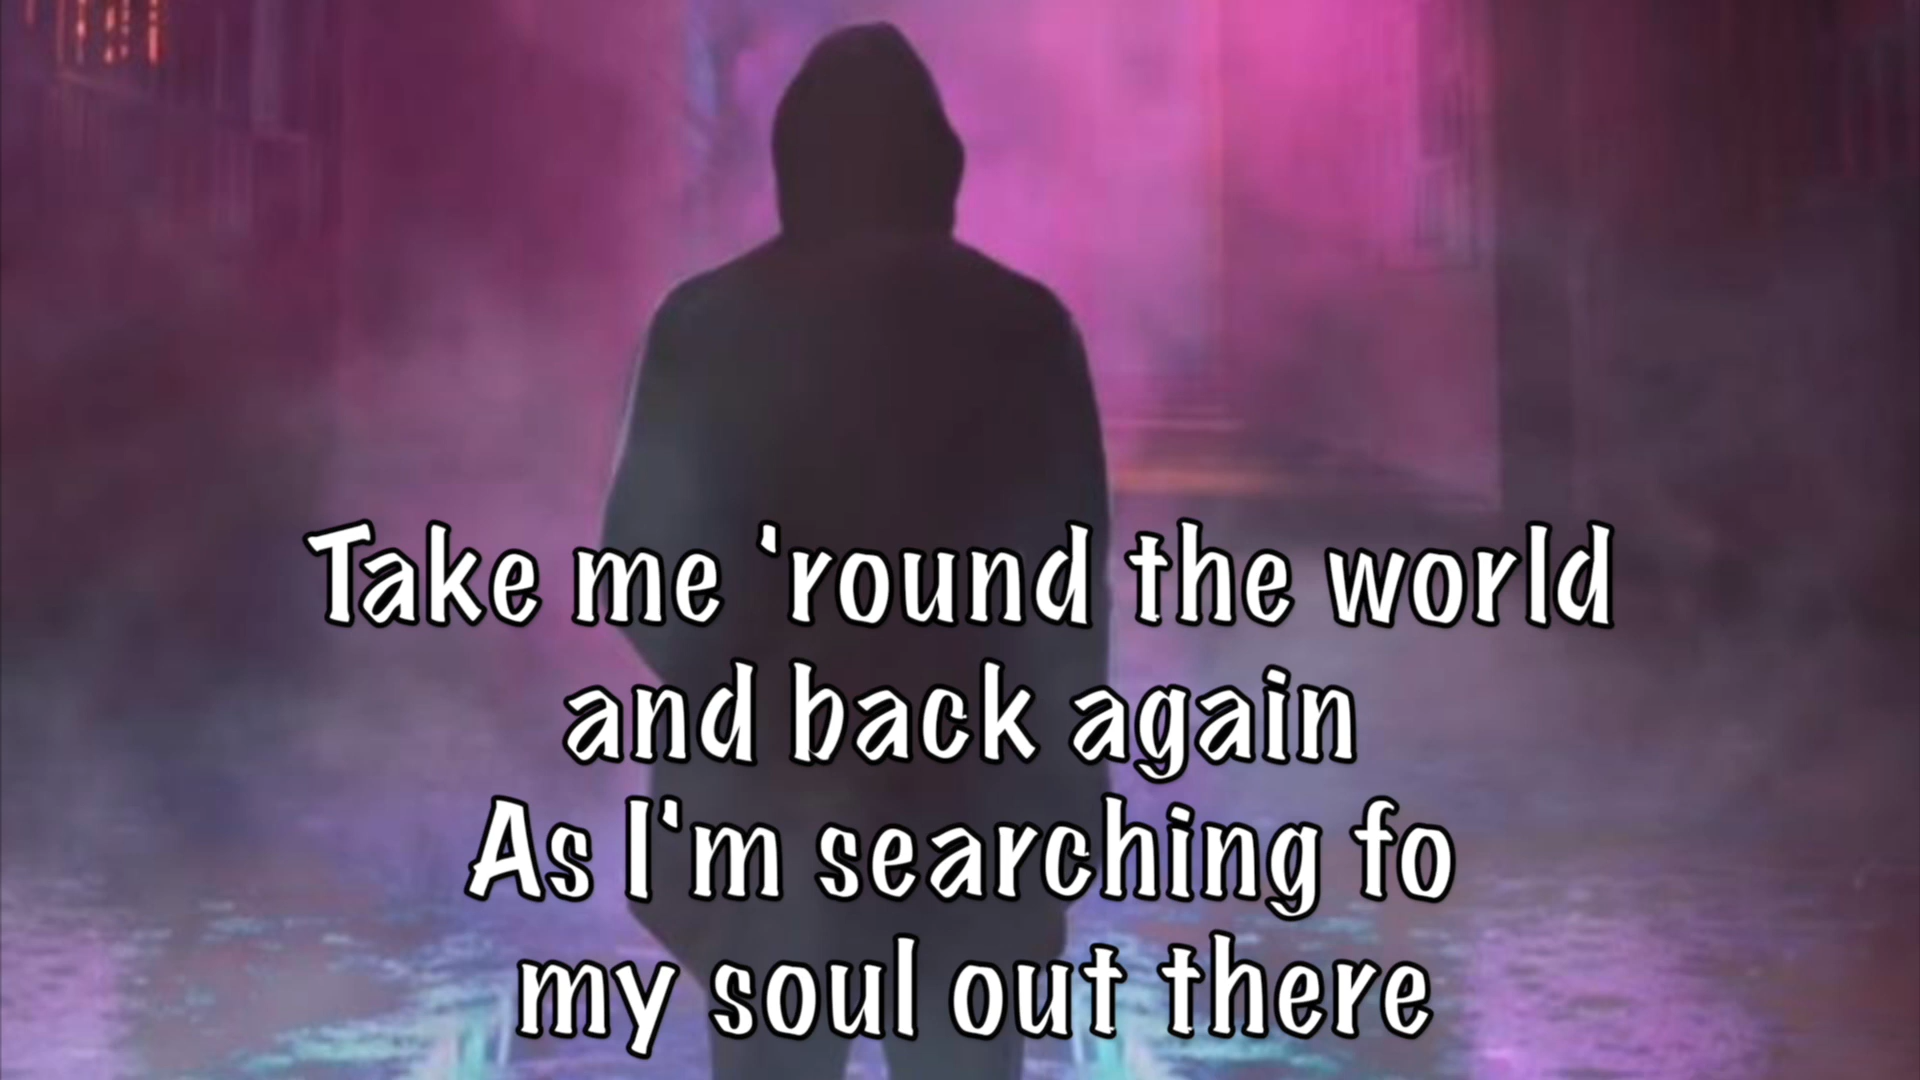 Take me 'round the world
and back again
As I'm searching fo
my soul out there